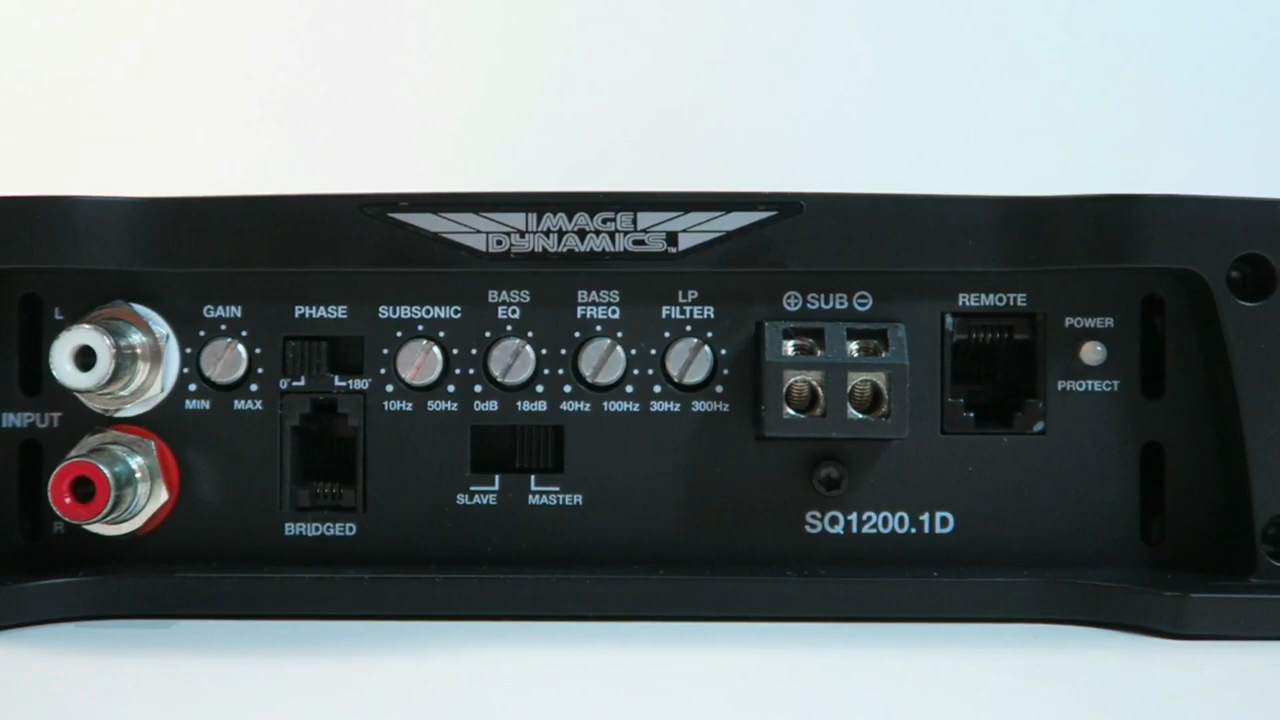 IMAGE
DYNAMICS™
L
GAIN
MIN MAX
PHASE
0° 180°
SUBSONIC
10Hz 50Hz
BASS
EQ
0dB 18dB
BASS
FREQ
40Hz 100Hz
LP
FILTER
30Hz 300Hz
⊕ SUB ⊖
REMOTE
POWER
PROTECT
INPUT
R
BRIDGED
SLAVE MASTER
SQ1200.1D